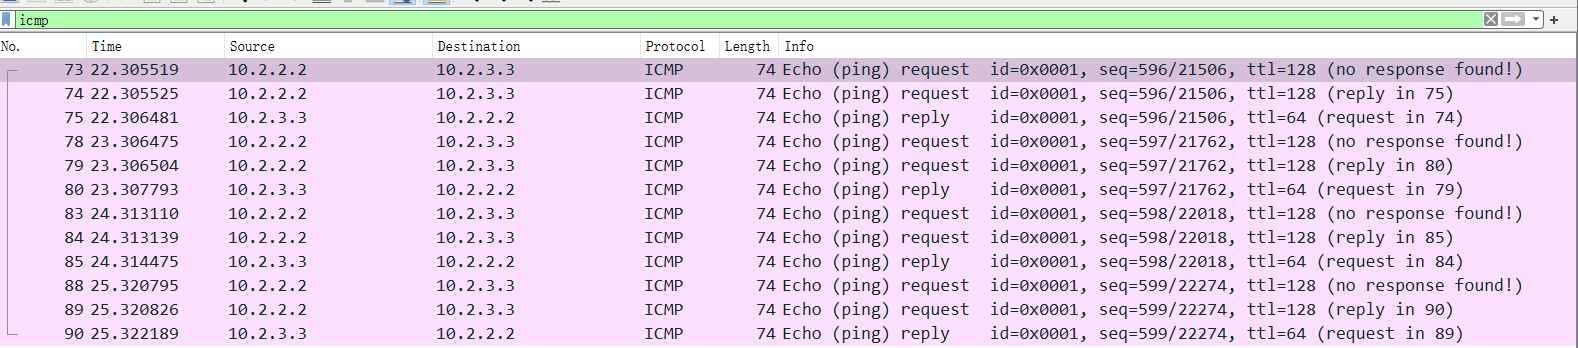 icmp
No. Time Source Destination Protocol Length Info
73 22.305519 10.2.2.2 10.2.3.3 ICMP 74 Echo (ping) request id=0x0001, seq=596/21506, ttl=128 (no response found!)
74 22.305525 10.2.2.2 10.2.3.3 ICMP 74 Echo (ping) request id=0x0001, seq=596/21506, ttl=128 (reply in 75)
75 22.306481 10.2.3.3 10.2.2.2 ICMP 74 Echo (ping) reply id=0x0001, seq=596/21506, ttl=64 (request in 74)
78 23.306475 10.2.2.2 10.2.3.3 ICMP 74 Echo (ping) request id=0x0001, seq=597/21762, ttl=128 (no response found!)
79 23.306504 10.2.2.2 10.2.3.3 ICMP 74 Echo (ping) request id=0x0001, seq=597/21762, ttl=128 (reply in 80)
80 23.307793 10.2.3.3 10.2.2.2 ICMP 74 Echo (ping) reply id=0x0001, seq=597/21762, ttl=64 (request in 79)
83 24.313110 10.2.2.2 10.2.3.3 ICMP 74 Echo (ping) request id=0x0001, seq=598/22018, ttl=128 (no response found!)
84 24.313139 10.2.2.2 10.2.3.3 ICMP 74 Echo (ping) request id=0x0001, seq=598/22018, ttl=128 (reply in 85)
85 24.314475 10.2.3.3 10.2.2.2 ICMP 74 Echo (ping) reply id=0x0001, seq=598/22018, ttl=64 (request in 84)
88 25.320795 10.2.2.2 10.2.3.3 ICMP 74 Echo (ping) request id=0x0001, seq=599/22274, ttl=128 (no response found!)
89 25.320826 10.2.2.2 10.2.3.3 ICMP 74 Echo (ping) request id=0x0001, seq=599/22274, ttl=128 (reply in 90)
90 25.322189 10.2.3.3 10.2.2.2 ICMP 74 Echo (ping) reply id=0x0001, seq=599/22274, ttl=64 (request in 89)